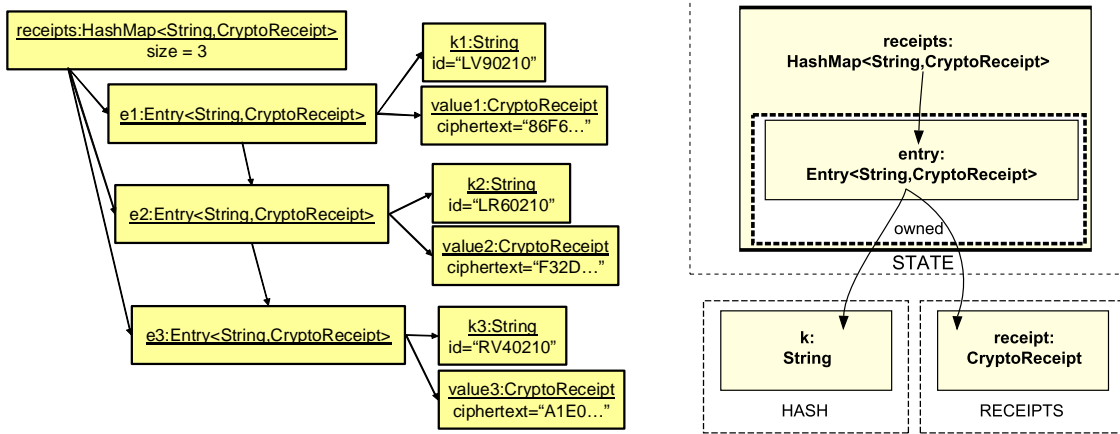 receipts:HashMap<String,CryptoReceipt>
size = 3
k1:String
id=“LV90210”
e1:Entry<String,CryptoReceipt>
value1:CryptoReceipt
ciphertext=“86F6…”
k2:String
id=“LR60210”
e2:Entry<String,CryptoReceipt>
value2:CryptoReceipt
ciphertext=“F32D…”
k3:String
id=“RV40210”
e3:Entry<String,CryptoReceipt>
value3:CryptoReceipt
ciphertext=“A1E0…”
receipts:
HashMap<String,CryptoReceipt>
entry:
Entry<String,CryptoReceipt>
owned
STATE
k:
String
HASH
receipt:
CryptoReceipt
RECEIPTS